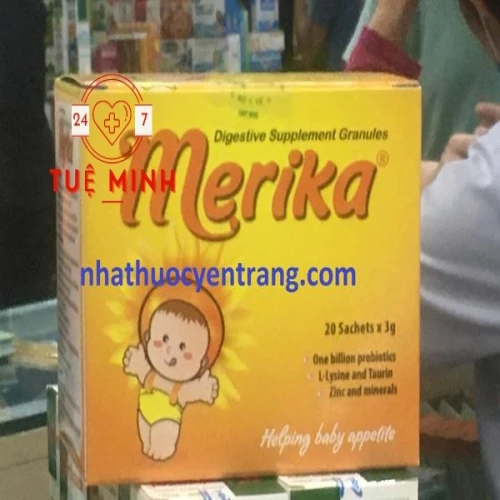 Digestive Supplement Granules
Merika®
24 7
TUỆ MINH
nhathuocyentrang.com
20 Sachets x 3g
One billion probiotics
L-Lysine and Taurin
Zinc and minerals
Helping baby appetite